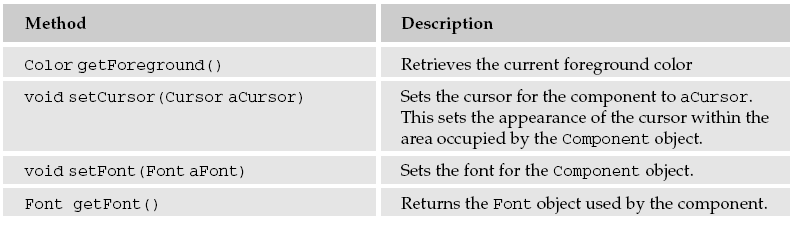 Method Description
Color getForeground() Retrieves the current foreground color
void setCursor(Cursor aCursor) Sets the cursor for the component to aCursor.
This sets the appearance of the cursor within the
area occupied by the Component object.
void setFont(Font aFont) Sets the font for the Component object.
Font getFont() Returns the Font object used by the component.